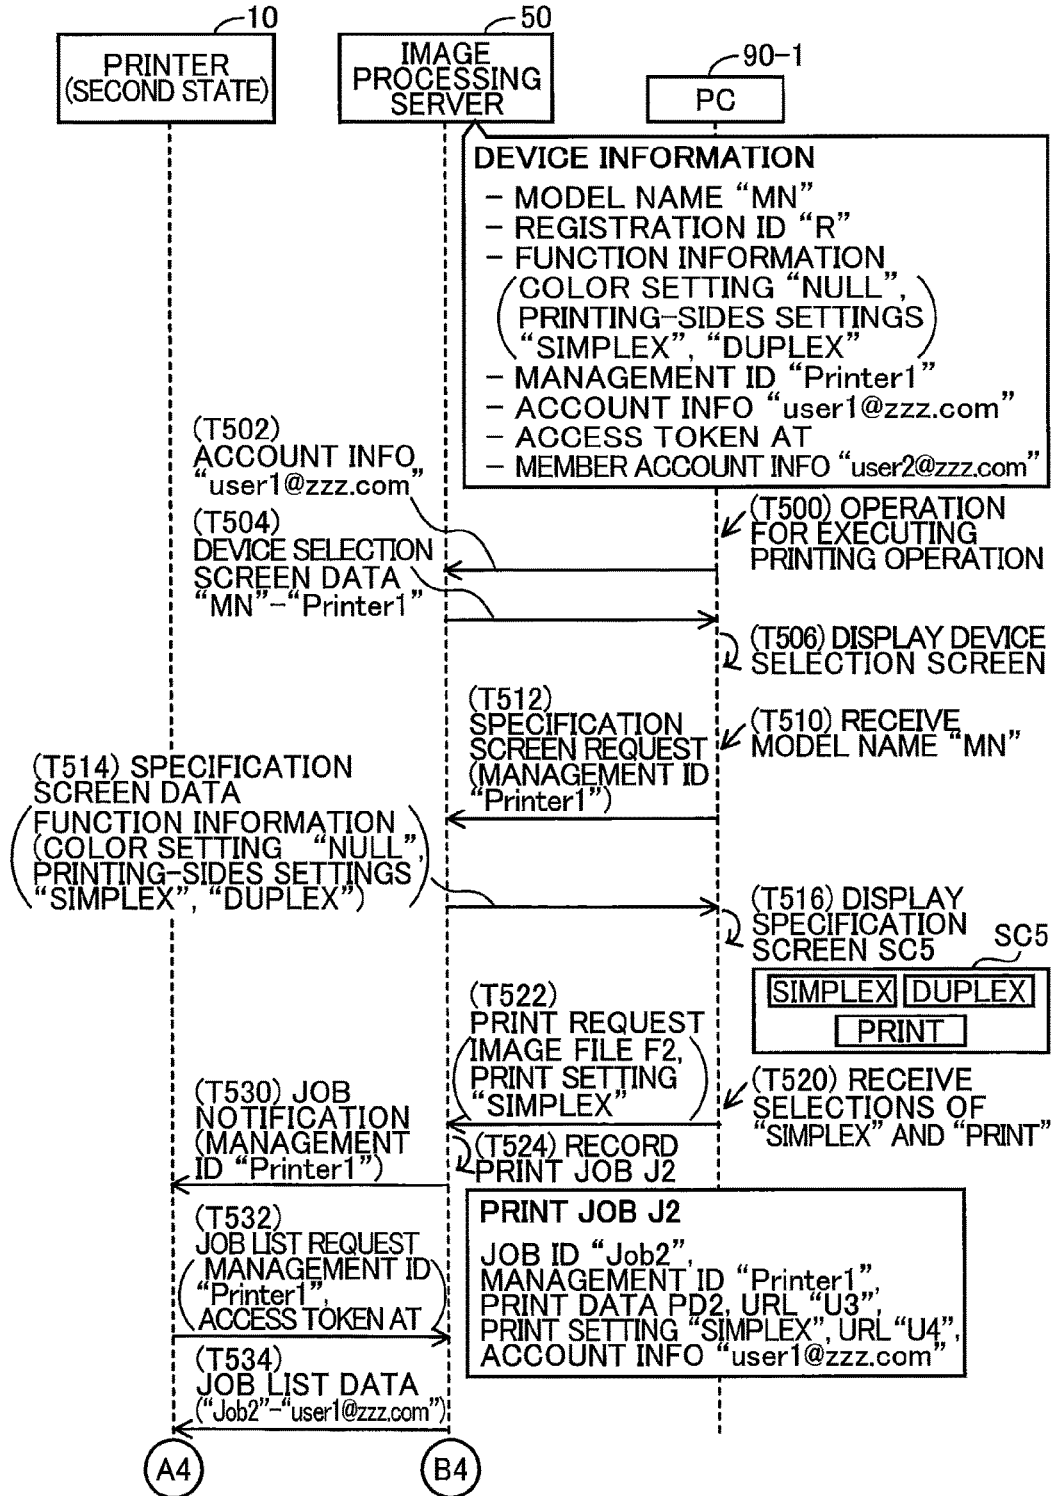 10
50
90-1
PRINTER
(SECOND STATE)
IMAGE
PROCESSING
SERVER
PC
DEVICE INFORMATION
- MODEL NAME “MN”
- REGISTRATION ID “R”
- FUNCTION INFORMATION
(COLOR SETTING “NULL”,
PRINTING-SIDES SETTINGS
“SIMPLEX”, “DUPLEX”)
- MANAGEMENT ID “Printer1”
- ACCOUNT INFO “user1@zzz.com”
- ACCESS TOKEN AT
- MEMBER ACCOUNT INFO “user2@zzz.com”
(T500) OPERATION
FOR EXECUTING
PRINTING OPERATION
(T502)
ACCOUNT INFO
“user1@zzz.com”
(T504)
DEVICE SELECTION
SCREEN DATA
“MN”-“Printer1”
(T506) DISPLAY DEVICE
SELECTION SCREEN
(T510) RECEIVE
MODEL NAME “MN”
(T512)
SPECIFICATION
SCREEN REQUEST
(MANAGEMENT ID
“Printer1”)
(T514) SPECIFICATION
SCREEN DATA
(FUNCTION INFORMATION
(COLOR SETTING “NULL”,
PRINTING-SIDES SETTINGS
“SIMPLEX”, “DUPLEX”))
(T516) DISPLAY
SPECIFICATION
SCREEN SC5
SC5
SIMPLEX DUPLEX
PRINT
(T520) RECEIVE
SELECTIONS OF
“SIMPLEX” AND “PRINT”
(T522)
PRINT REQUEST
(IMAGE FILE F2,
PRINT SETTING
“SIMPLEX”)
(T524) RECORD
PRINT JOB J2
PRINT JOB J2
JOB ID “Job2”,
MANAGEMENT ID “Printer1”,
PRINT DATA PD2, URL “U3”,
PRINT SETTING “SIMPLEX”, URL “U4”,
ACCOUNT INFO “user1@zzz.com”
(T530) JOB
NOTIFICATION
(MANAGEMENT
ID “Printer1”)
(T532)
JOB LIST REQUEST
(MANAGEMENT ID
“Printer1”,
ACCESS TOKEN AT)
(T534)
JOB LIST DATA
(“Job2”-“user1@zzz.com”)
A4
B4